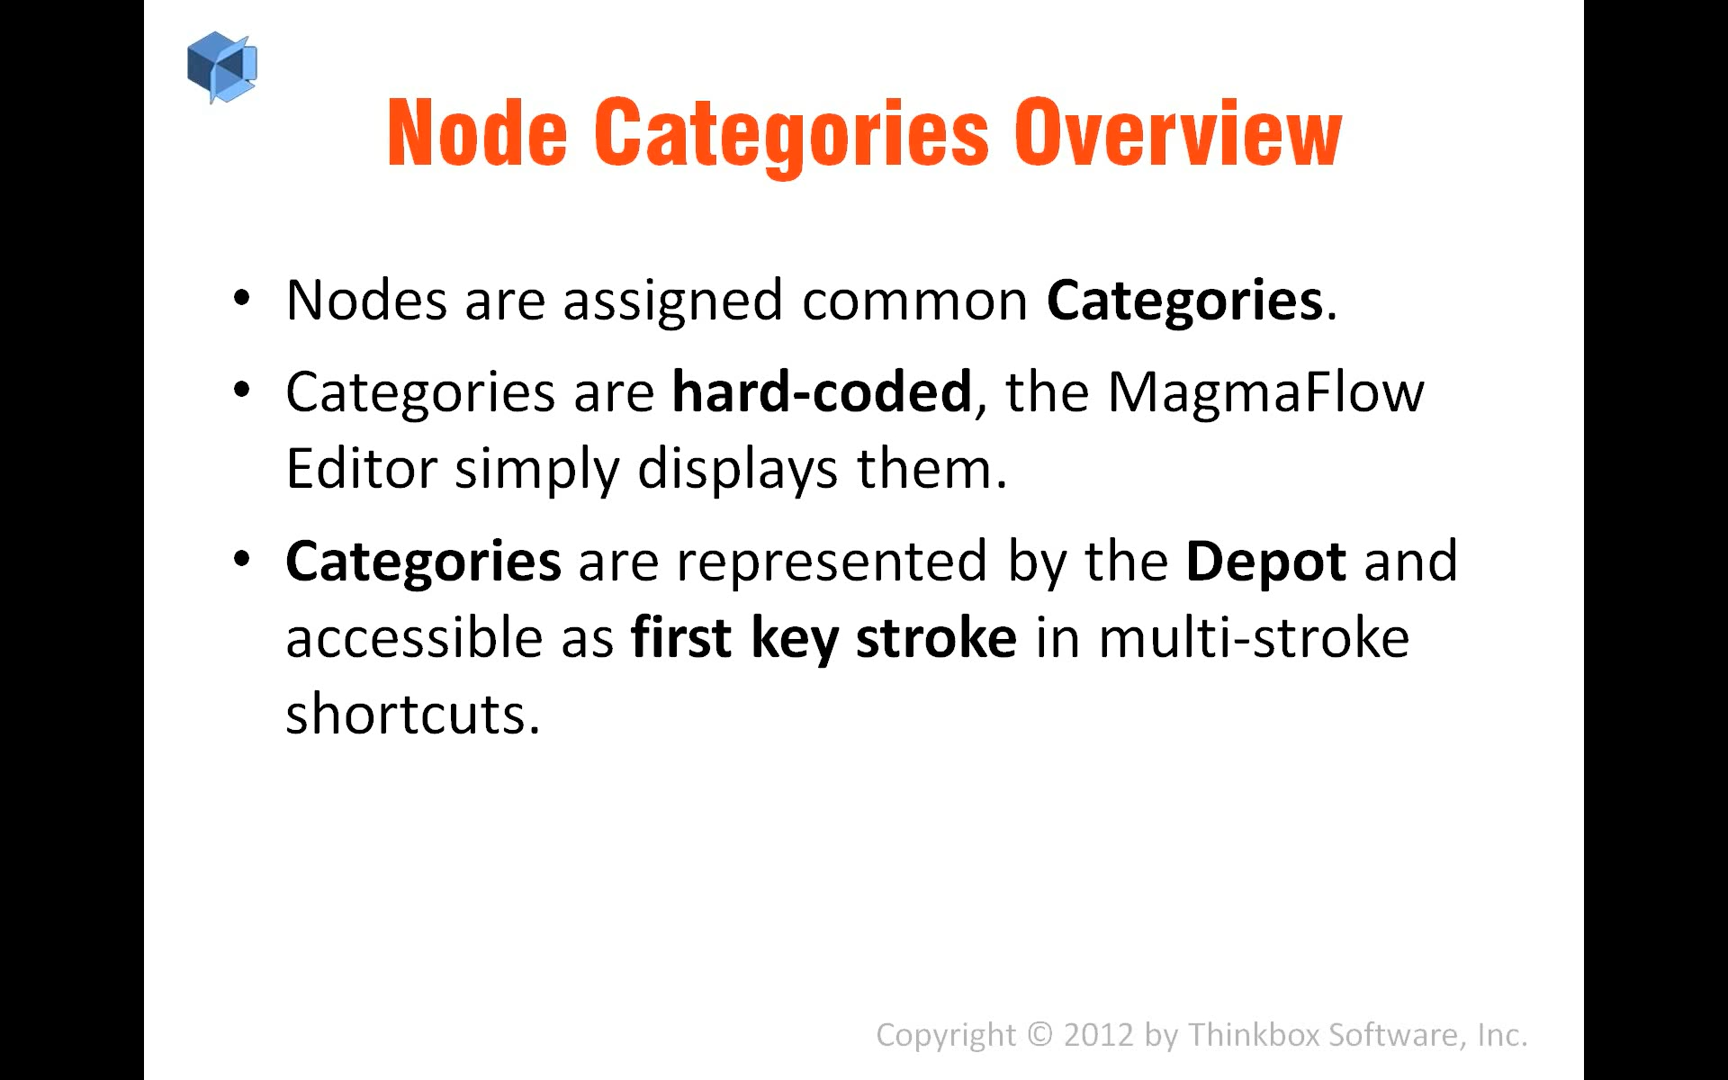 Node Categories Overview
• Nodes are assigned common Categories.
• Categories are hard-coded, the MagmaFlow
Editor simply displays them.
• Categories are represented by the Depot and
accessible as first key stroke in multi-stroke
shortcuts.
Copyright © 2012 by Thinkbox Software, Inc.